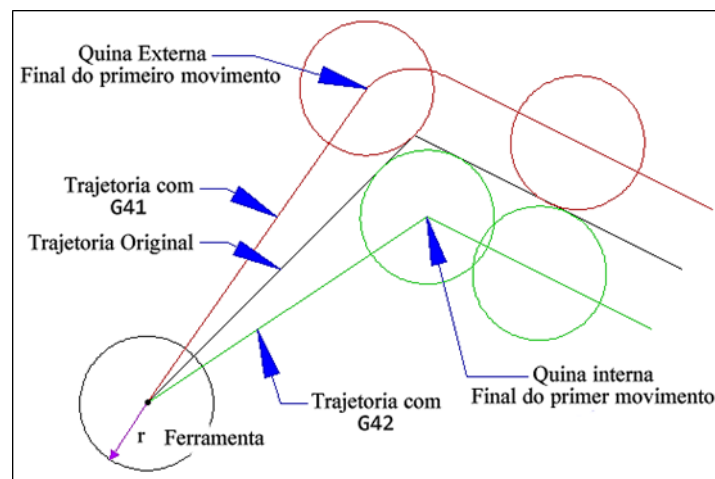 Quina Externa
Final do primeiro movimento
Trajetoria com
G41
Trajetoria Original
Quina interna
Final do primer movimento
Trajetoria com
G42
r
Ferramenta